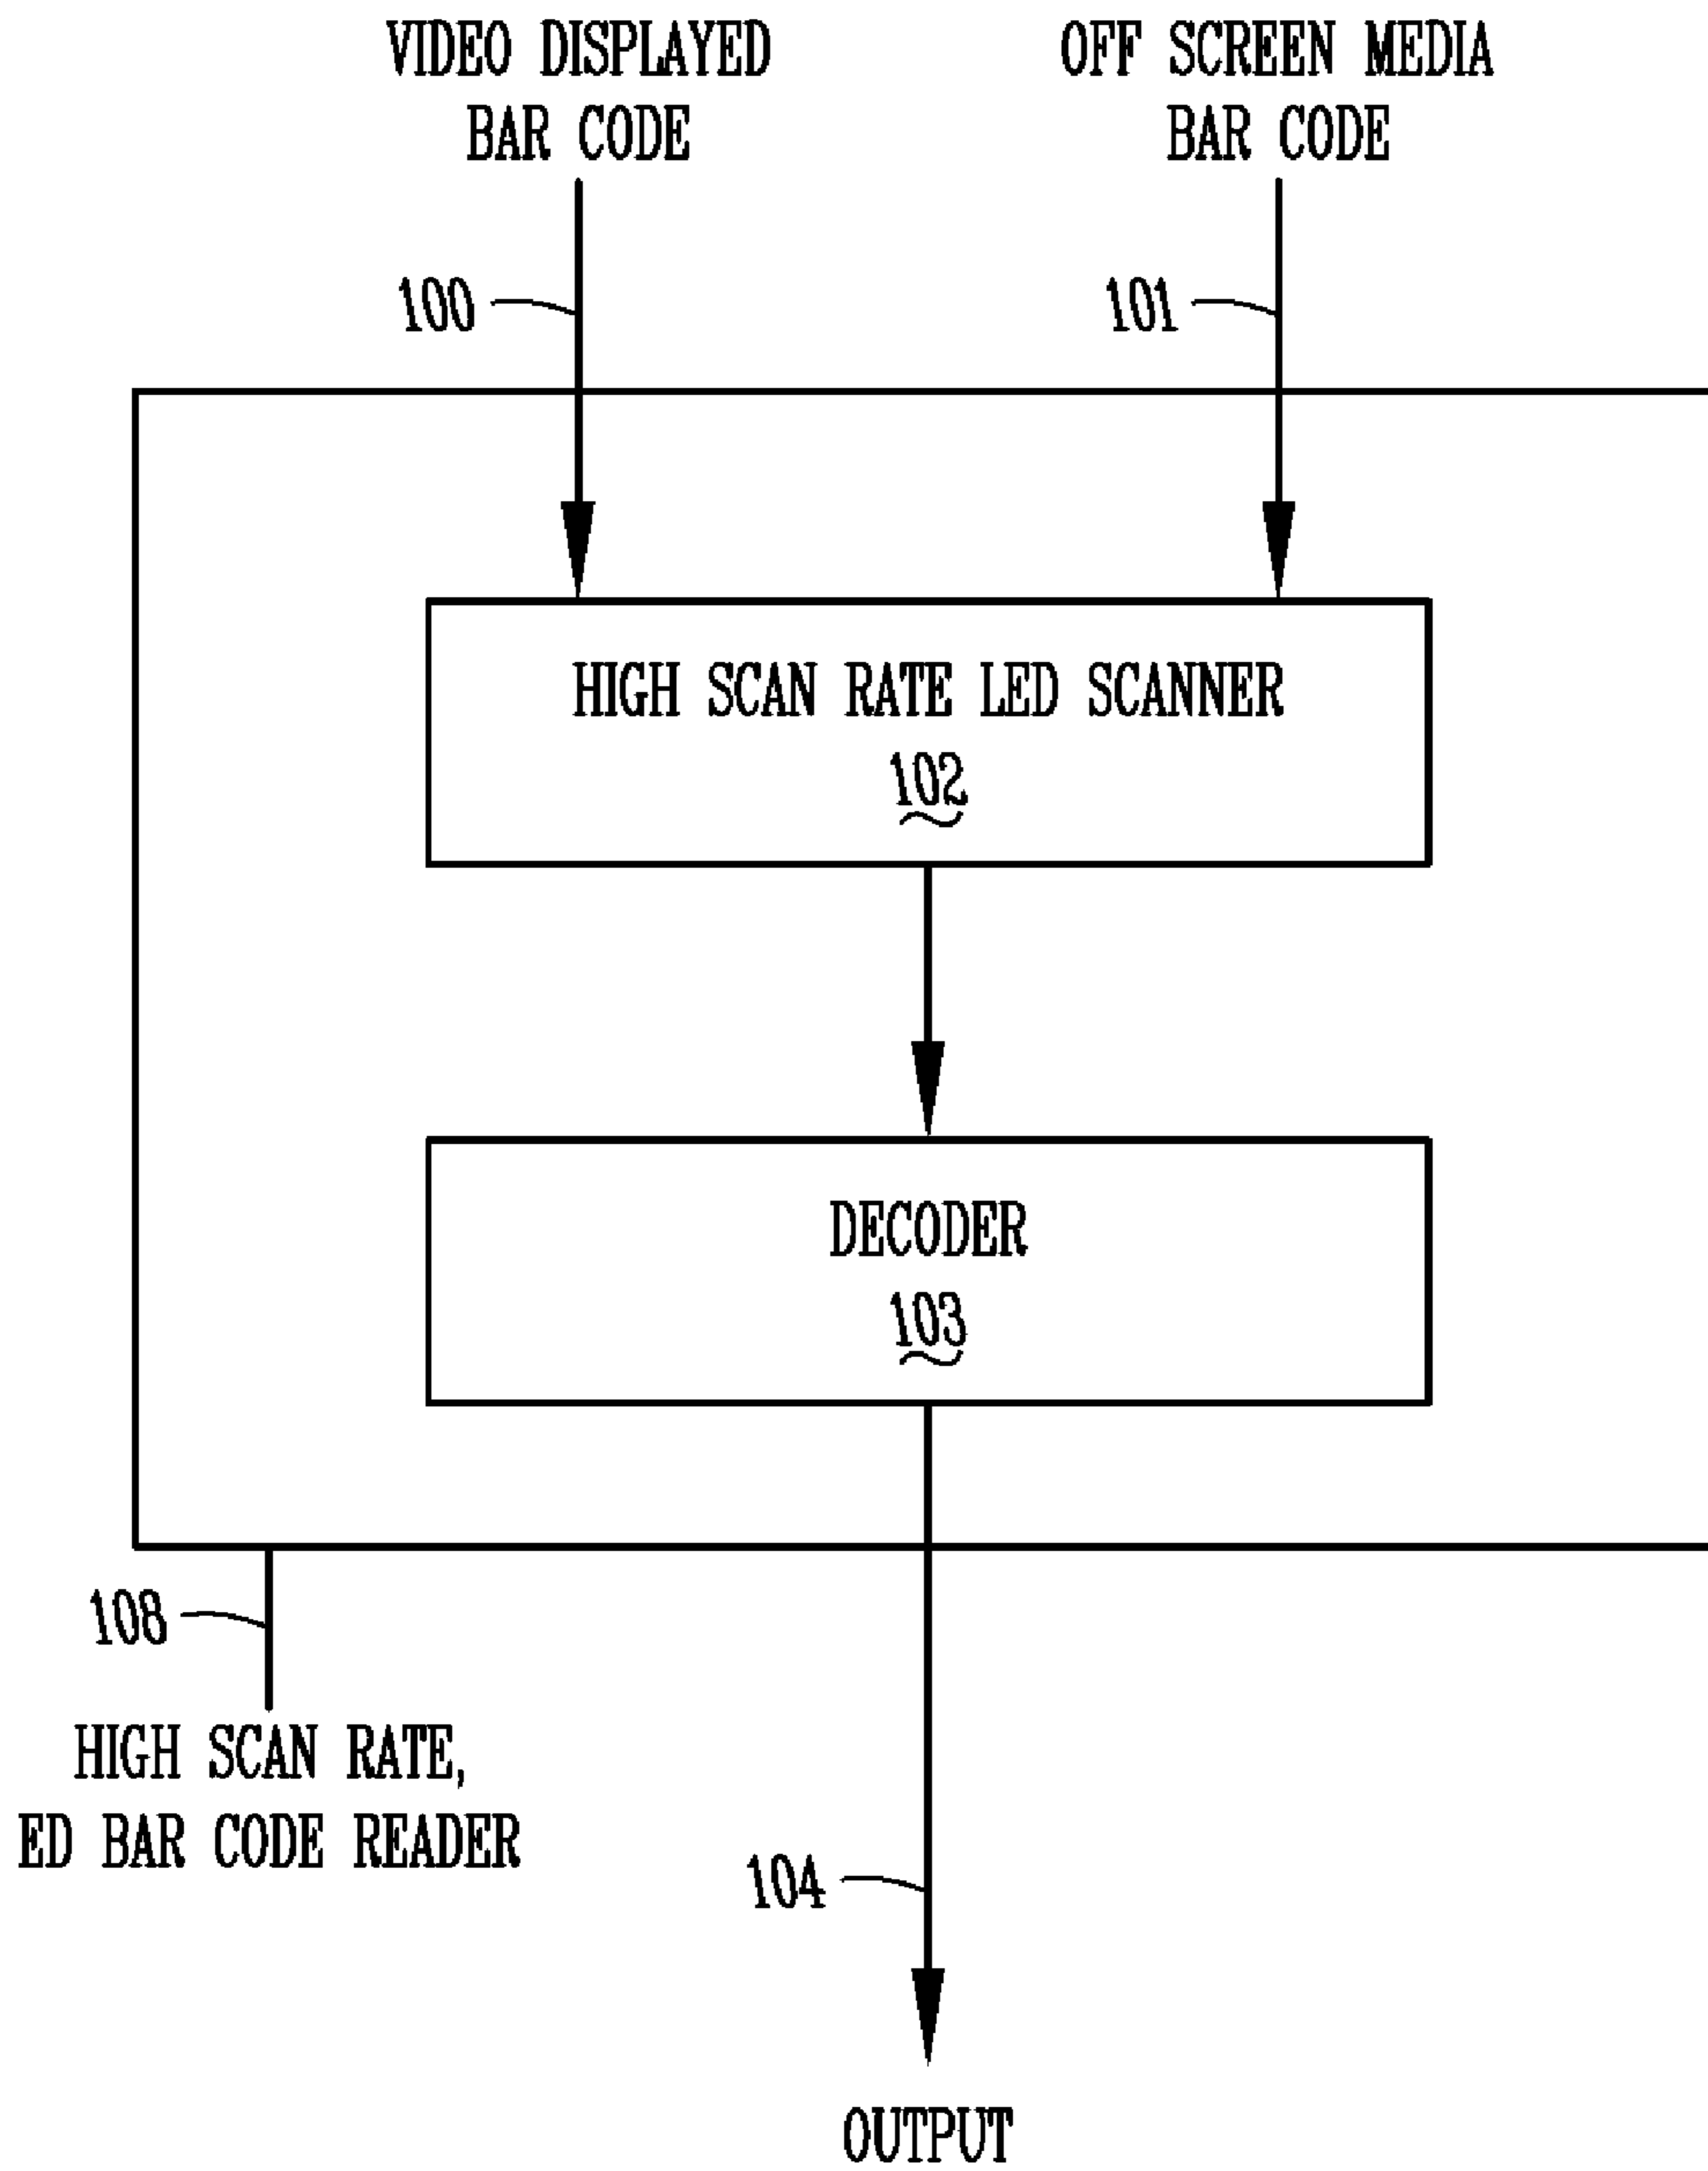 VIDEO DISPLAYED
BAR CODE
OFF SCREEN MEDIA
BAR CODE
100
101
HIGH SCAN RATE LED SCANNER
102
DECODER
103
108
HIGH SCAN RATE,
ED BAR CODE READER
104
OUTPUT